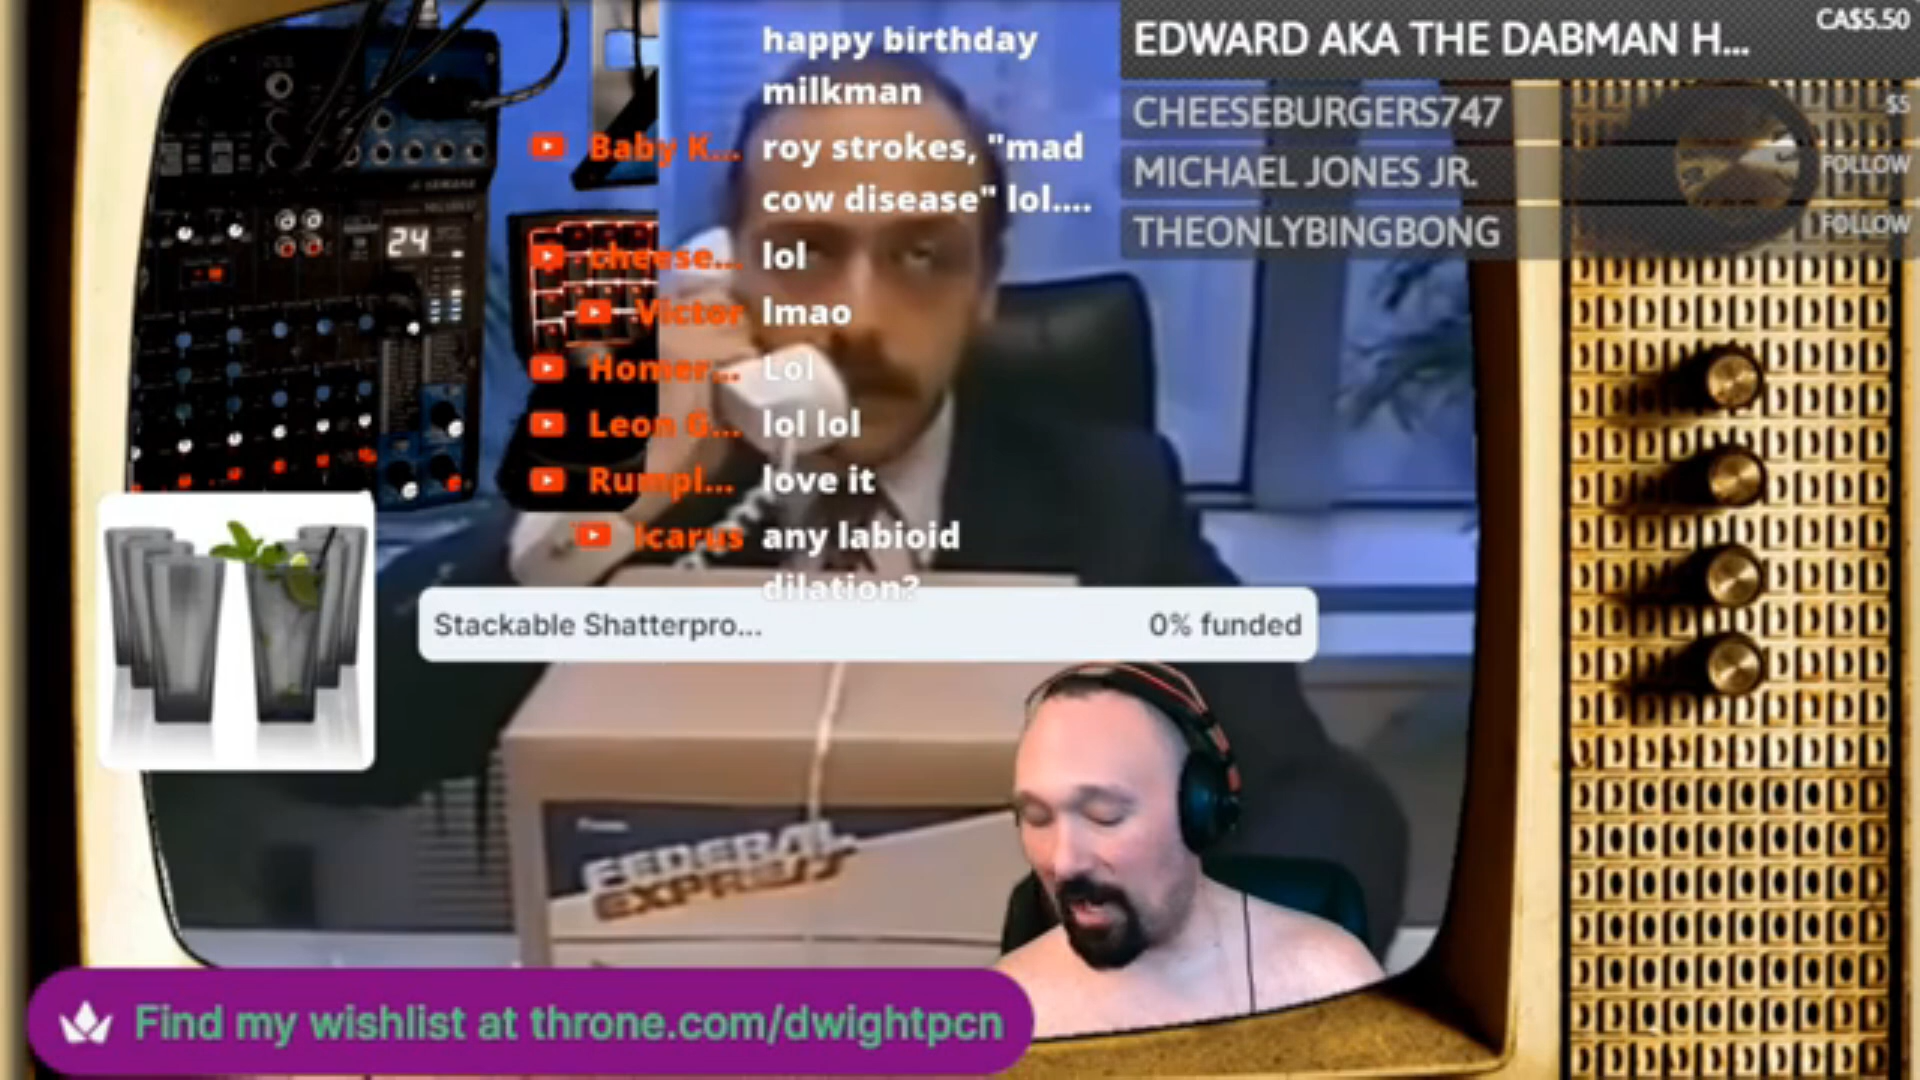 happy birthday
milkman
Baby K... roy strokes, "mad
cow disease" lol....
cheese... lol
Victor lmao
Homer... Lol
Leon G... lol lol
Rumpl... love it
Icarus any labioid
dilation?
EDWARD AKA THE DABMAN H... CA$5.50
CHEESEBURGERS747 $5
MICHAEL JONES JR. FOLLOW
THEONLYBINGBONG FOLLOW
24
Stackable Shatterpro... 0% funded
FEDERAL
EXPRESS
Find my wishlist at throne.com/dwightpcn